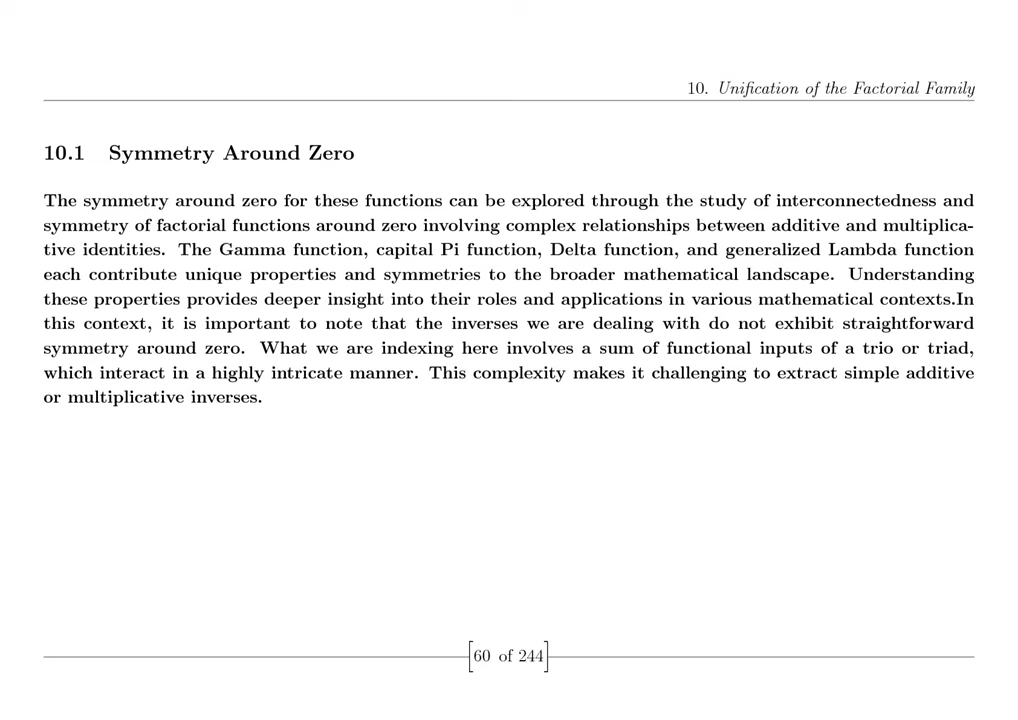 10. Unification of the Factorial Family
10.1 Symmetry Around Zero
The symmetry around zero for these functions can be explored through the study of interconnectedness and
symmetry of factorial functions around zero involving complex relationships between additive and multiplica-
tive identities. The Gamma function, capital Pi function, Delta function, and generalized Lambda function
each contribute unique properties and symmetries to the broader mathematical landscape. Understanding
these properties provides deeper insight into their roles and applications in various mathematical contexts.In
this context, it is important to note that the inverses we are dealing with do not exhibit straightforward
symmetry around zero. What we are indexing here involves a sum of functional inputs of a trio or triad,
which interact in a highly intricate manner. This complexity makes it challenging to extract simple additive
or multiplicative inverses.
[60 of 244]